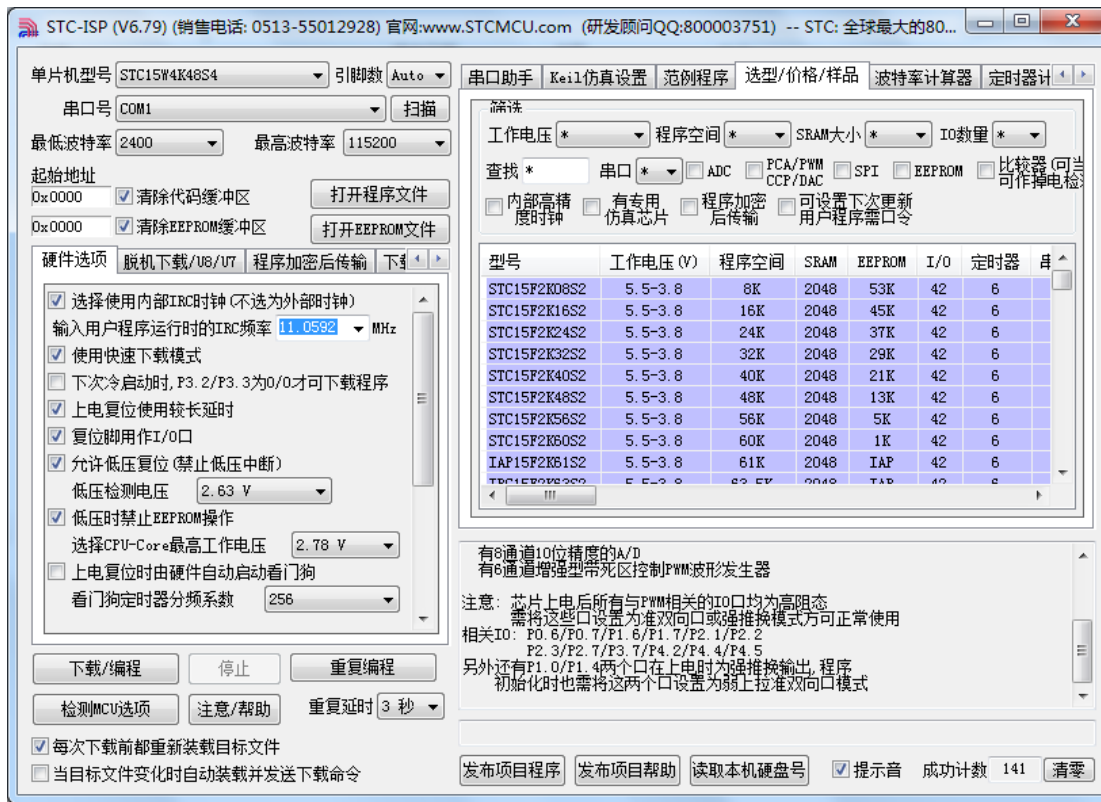 STC-ISP (V6.79) (销售电话: 0513-55012928) 官网:www.STCMCU.com (研发顾问QQ:800003751) -- STC: 全球最大的80...
单片机型号 STC15W4K48S4 引脚数 Auto
串口号 COM1 扫描
最低波特率 2400 最高波特率 115200
起始地址
0x0000 清除代码缓冲区 打开程序文件
0x0000 清除EEPROM缓冲区 打开EEPROM文件
硬件选项 脱机下载/U8/U7 程序加密后传输
选择使用内部IRC时钟(不选为外部时钟)
输入用户程序运行时的IRC频率 11.0592 MHz
使用快速下载模式
下次冷启动时,P3.2/P3.3为0/0才可下载程序
上电复位使用较长延时
复位脚用作I/O口
允许低压复位(禁止低压中断)
低压检测电压 2.63 V
低压时禁止EEPROM操作
选择CPU-Core最高工作电压 2.78 V
上电复位时由硬件自动启动看门狗
看门狗定时器分频系数 256
下载/编程 停止 重复编程
检测MCU选项 注意/帮助 重复延时 3 秒
每次下载前都重新装载目标文件
当目标文件变化时自动装载并发送下载命令
串口助手 Keil仿真设置 范例程序 选型/价格/样品 波特率计算器 定时器计
筛选
工作电压 * 程序空间 * SRAM大小 * IO数量 *
查找 * 串口 * ADC PCA/PWM CCP/DAC SPI EEPROM 比较器(可当可作掉电检
内部高精度时钟 有专用仿真芯片 程序加密后传输 可设置下次更新用户程序需口令
型号 工作电压(V) 程序空间 SRAM EEPROM I/O 定时器
STC15F2K08S2 5.5-3.8 8K 2048 53K 42 6
STC15F2K16S2 5.5-3.8 16K 2048 45K 42 6
STC15F2K24S2 5.5-3.8 24K 2048 37K 42 6
STC15F2K32S2 5.5-3.8 32K 2048 29K 42 6
STC15F2K40S2 5.5-3.8 40K 2048 21K 42 6
STC15F2K48S2 5.5-3.8 48K 2048 13K 42 6
STC15F2K56S2 5.5-3.8 56K 2048 5K 42 6
STC15F2K60S2 5.5-3.8 60K 2048 1K 42 6
IAP15F2K61S2 5.5-3.8 61K 2048 IAP 42 6
有8通道10位精度的A/D
有6通道增强型带死区控制PWM波形发生器
注意: 芯片上电后所有与PWM相关的IO口均为高阻态
需将这些口设置为准双向口或强推挽模式方可正常使用
相关IO: P0.6/P0.7/P1.6/P1.7/P2.1/P2.2
P2.3/P2.7/P3.7/P4.2/P4.4/P4.5
另外还有P1.0/P1.4两个口在上电时为强推挽输出,程序
初始化时也需将这两个口设置为弱上拉准双向口模式
发布项目程序 发布项目帮助 读取本机硬盘号 提示音 成功计数 141 清零